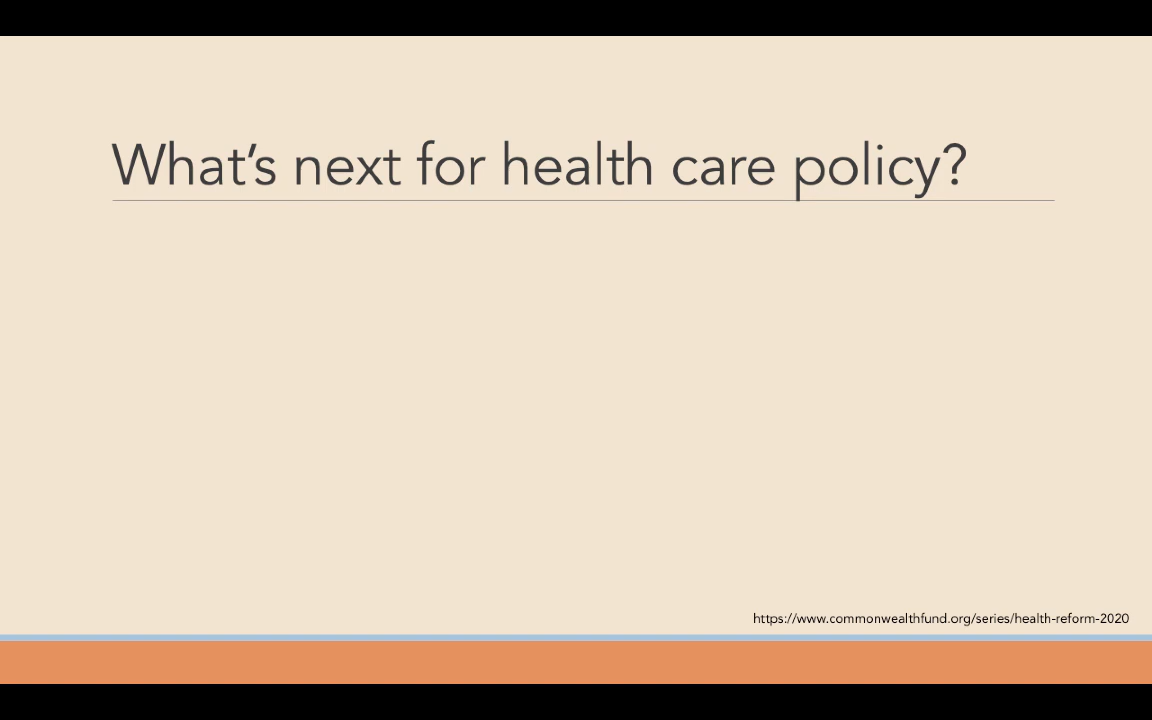 What’s next for health care policy?
https://www.commonwealthfund.org/series/health-reform-2020